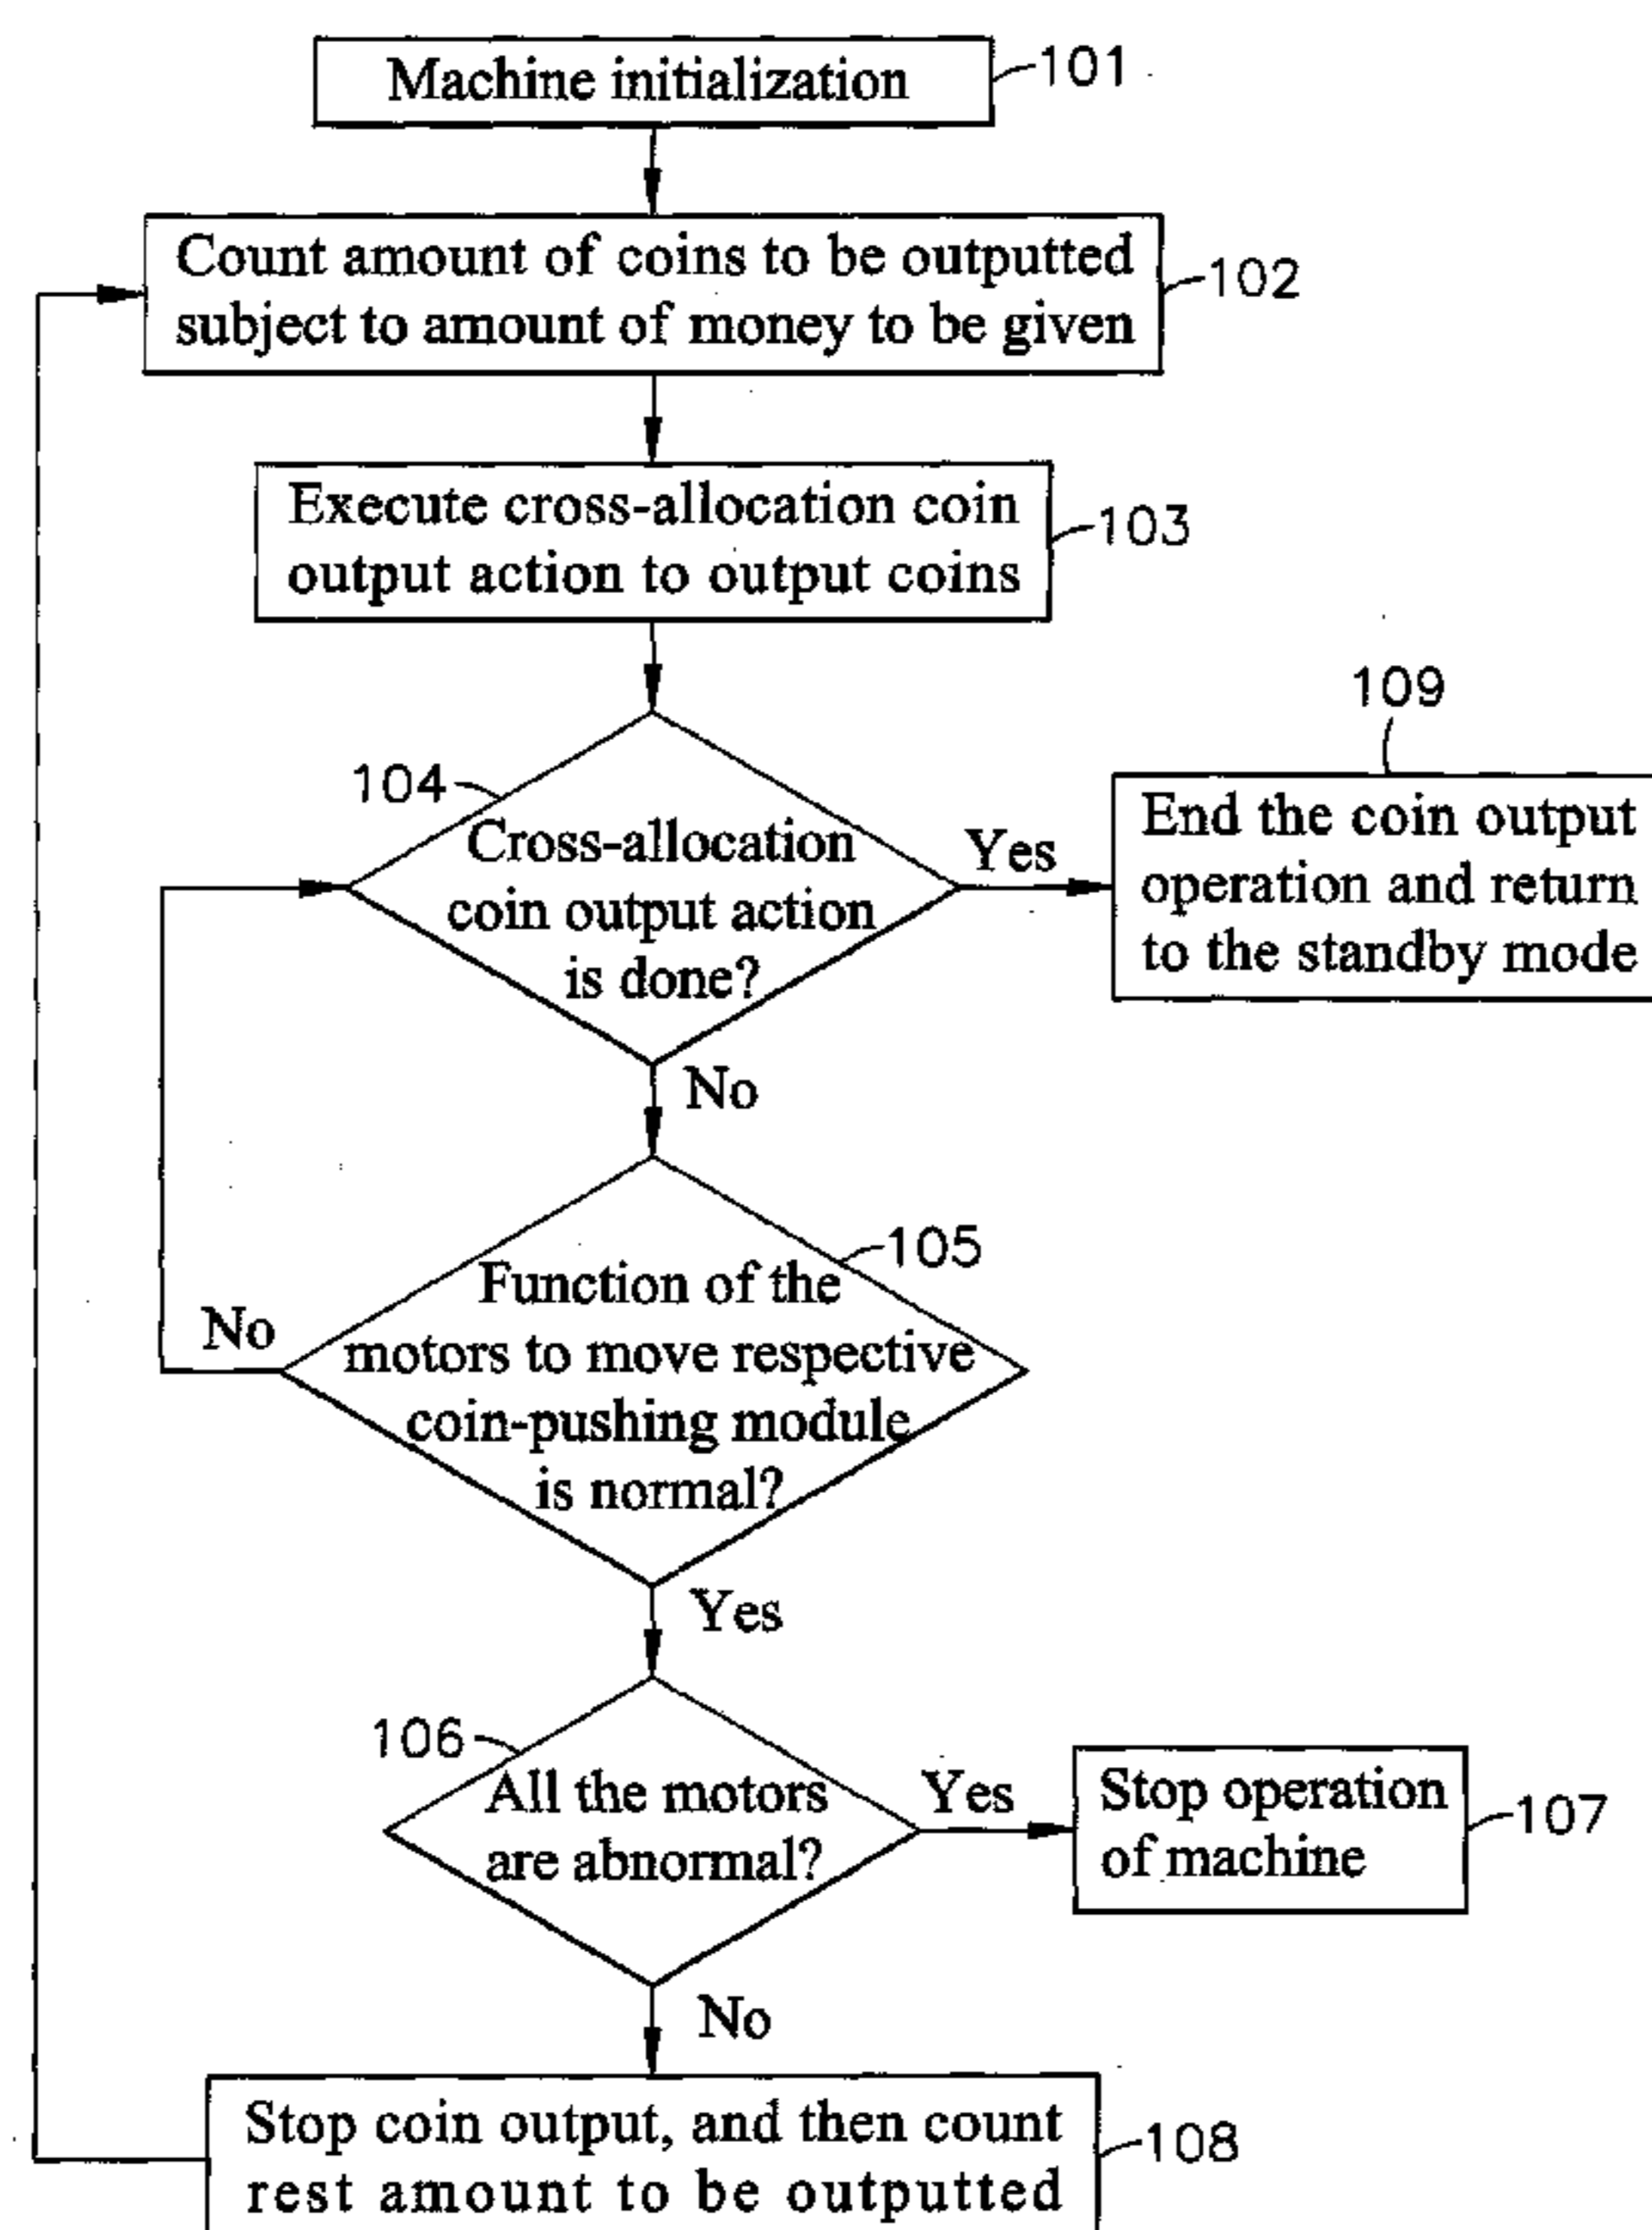 Machine initialization
101
Count amount of coins to be outputted
subject to amount of money to be given
102
Execute cross-allocation coin
output action to output coins
103
104
Cross-allocation
coin output action
is done?
Yes
109
End the coin output
operation and return
to the standby mode
No
105
Function of the
motors to move respective
coin-pushing module
is normal?
No
Yes
106
All the motors
are abnormal?
Yes
Stop operation
of machine
107
No
Stop coin output, and then count
rest amount to be outputted
108